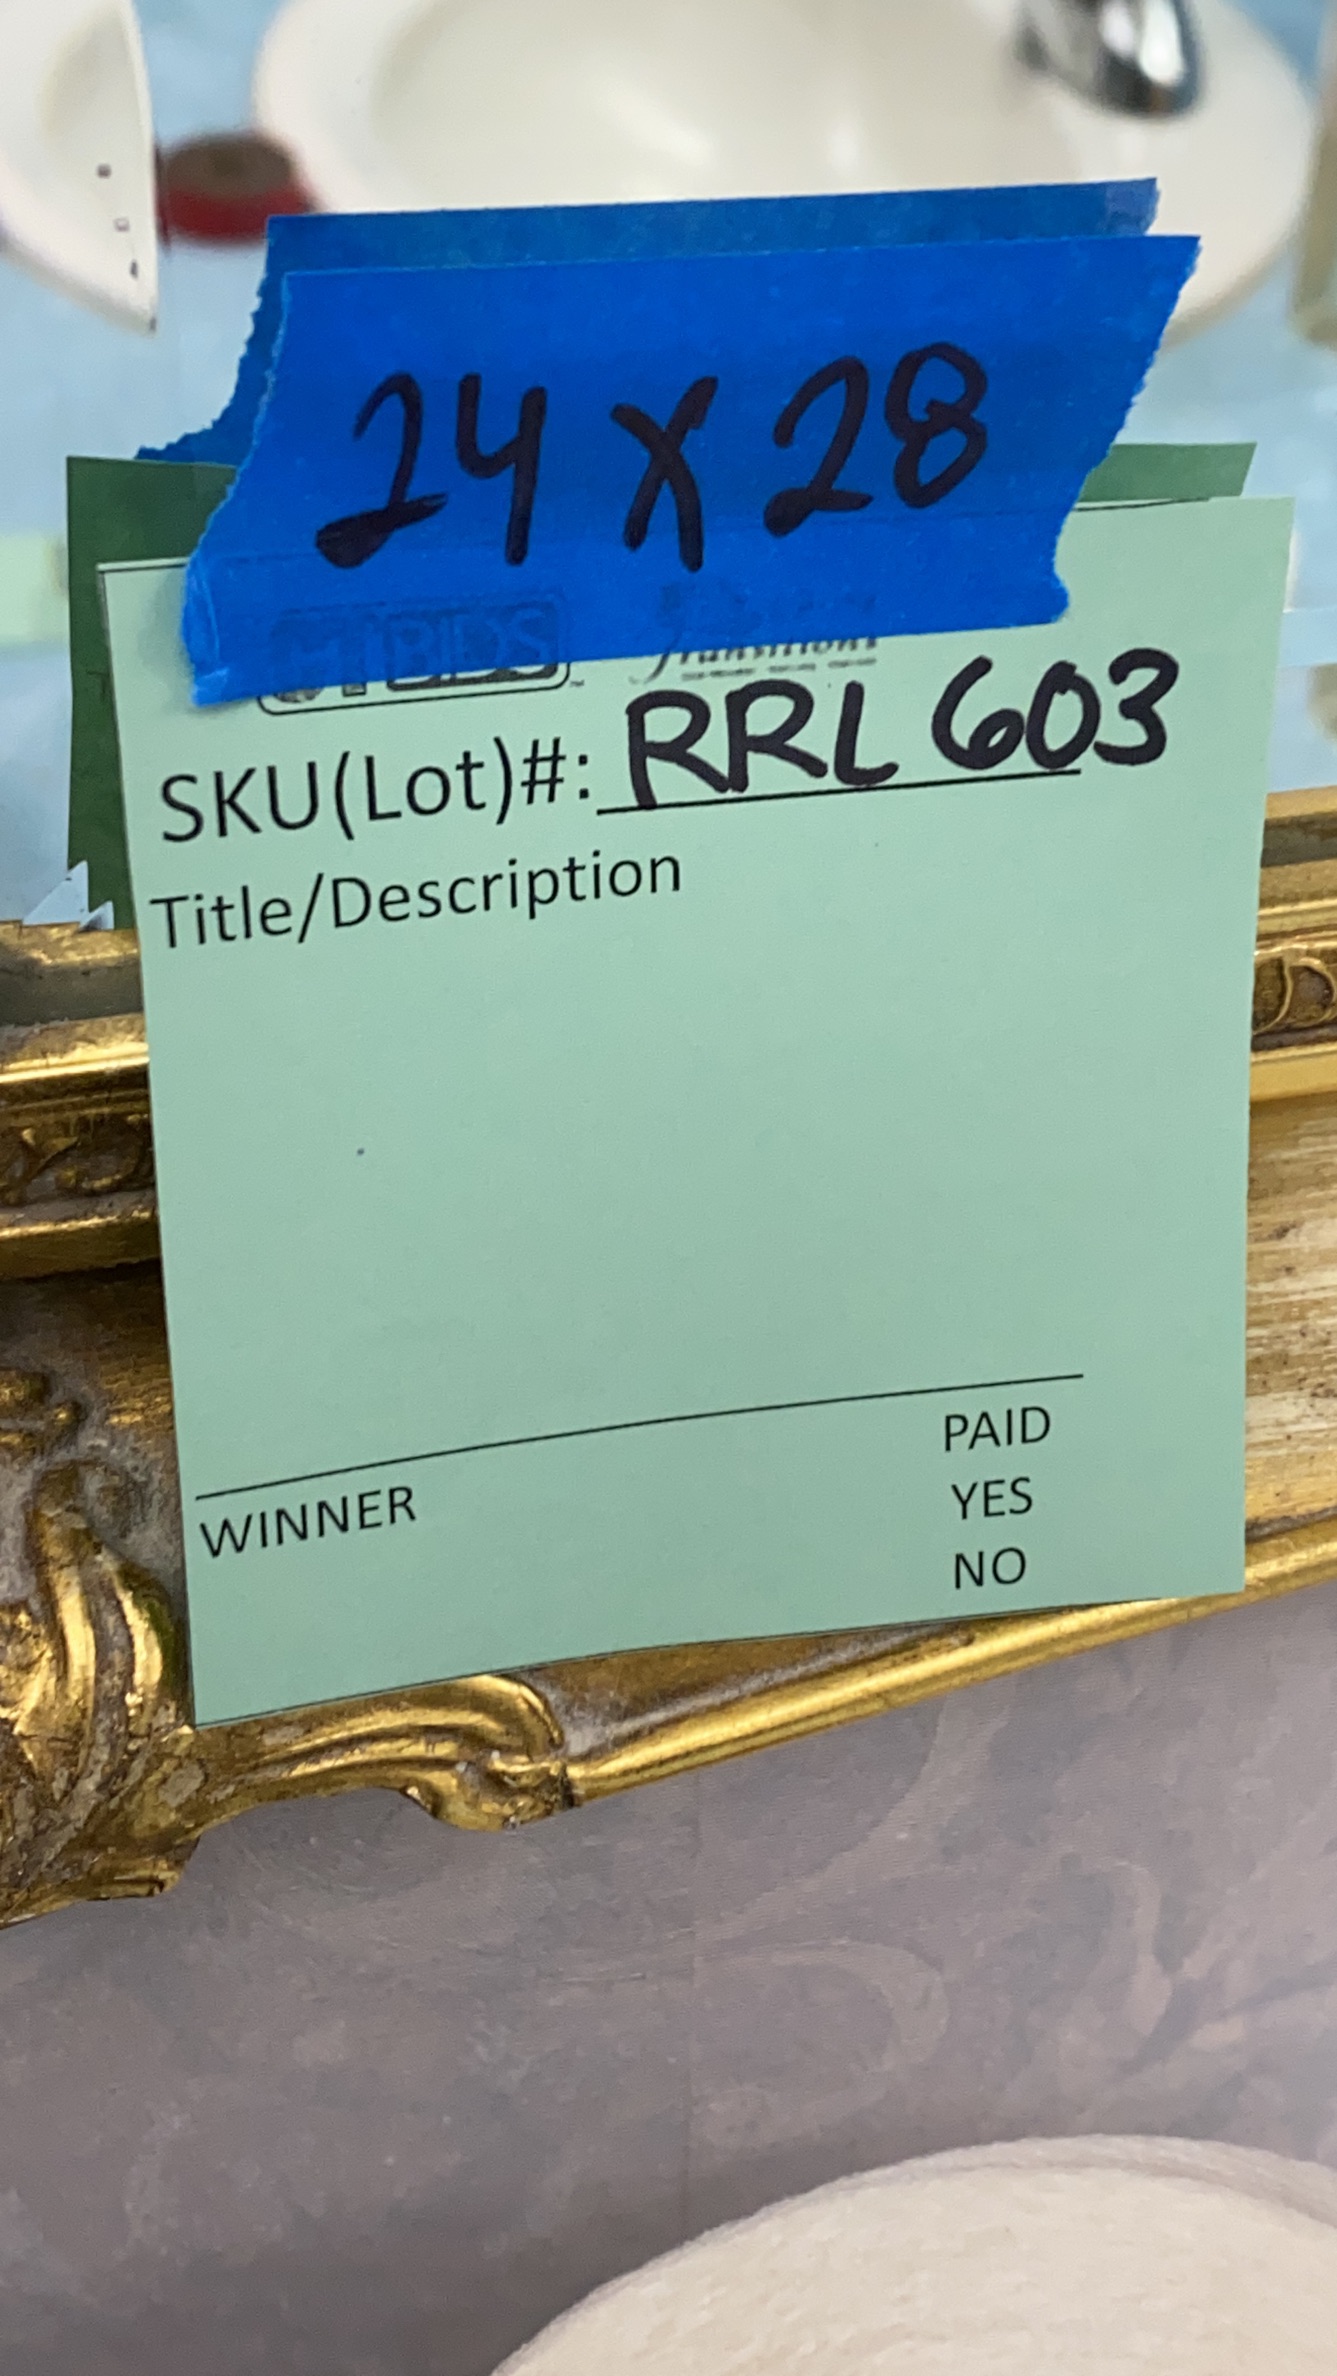 24 X 28
SKU(Lot)#: RRL 603
Title/Description
WINNER
PAID
YES
NO